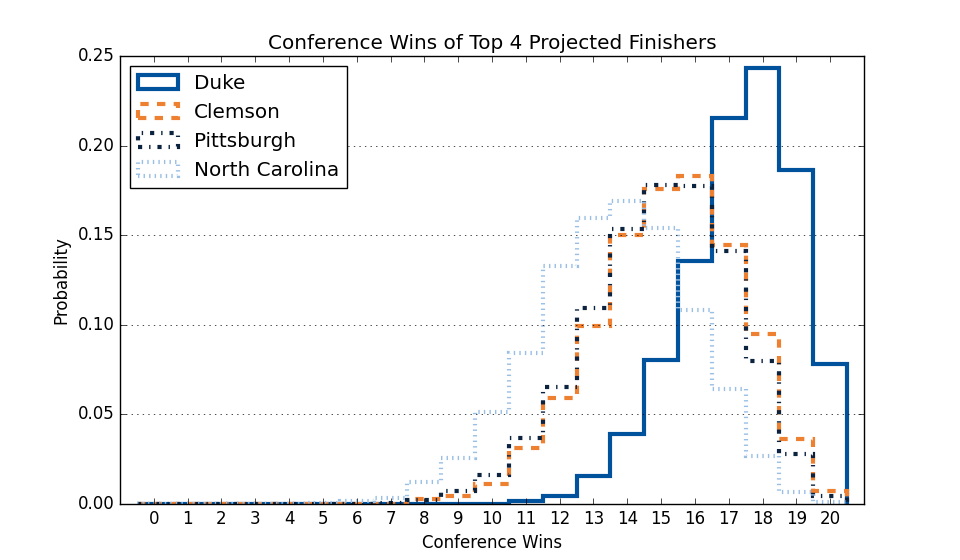 Conference Wins of Top 4 Projected Finishers
Duke
Clemson
Pittsburgh
North Carolina
0.25
0.20
0.15
0.10
0.05
0.00
Probability
0 1 2 3 4 5 6 7 8 9 10 11 12 13 14 15 16 17 18 19 20
Conference Wins